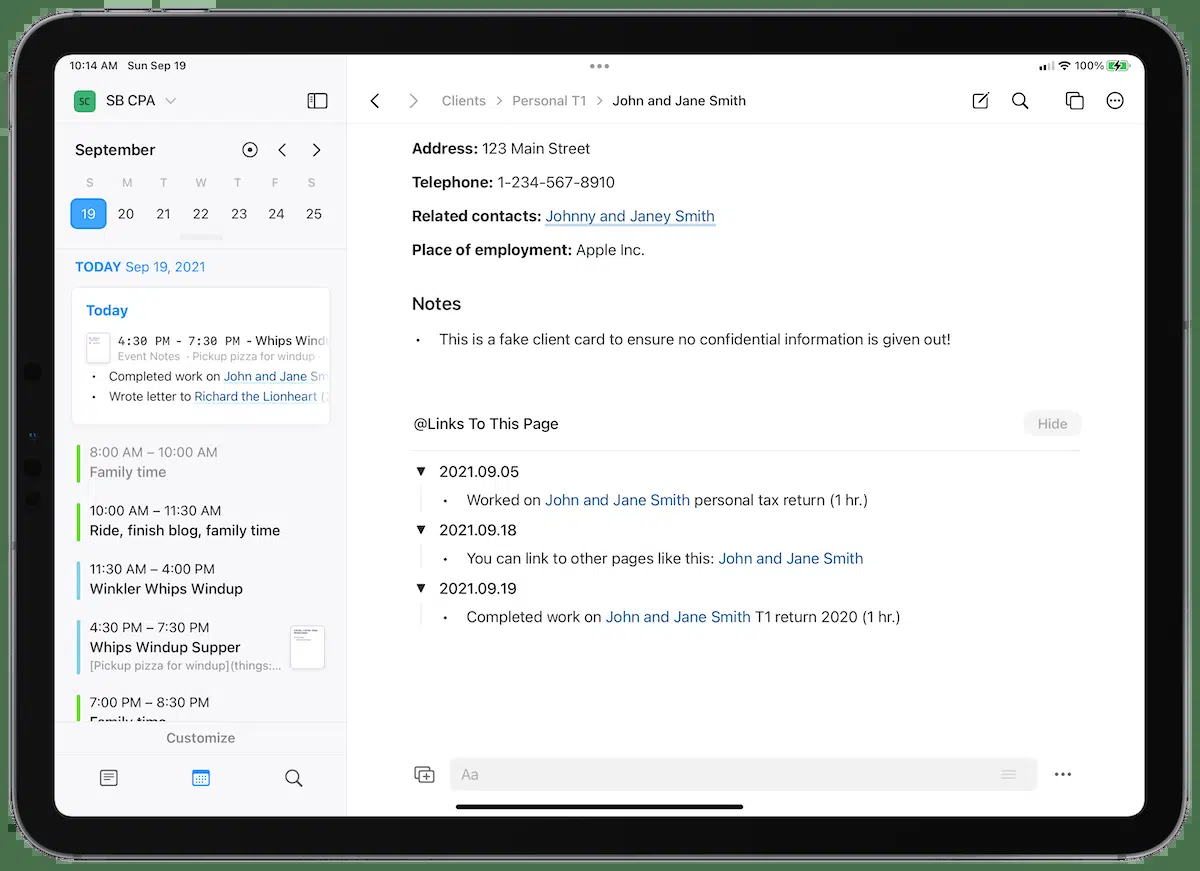 10:14 AM Sun Sep 19
100%
SC SB CPA
Clients > Personal T1 > John and Jane Smith
September
S M T W T F S
19 20 21 22 23 24 25
TODAY Sep 19, 2021
Today
4:30 PM - 7:30 PM - Whips Wind
Event Notes · Pickup pizza for windup ·
• Completed work on John and Jane Sm
• Wrote letter to Richard the Lionheart (
8:00 AM – 10:00 AM
Family time
10:00 AM – 11:30 AM
Ride, finish blog, family time
11:30 AM – 4:00 PM
Winkler Whips Windup
4:30 PM – 7:30 PM
Whips Windup Supper
[Pickup pizza for windup](things:...
7:00 PM – 8:30 PM
Family time
Customize
Address: 123 Main Street
Telephone: 1-234-567-8910
Related contacts: Johnny and Janey Smith
Place of employment: Apple Inc.
Notes
• This is a fake client card to ensure no confidential information is given out!
@Links To This Page
Hide
▼ 2021.09.05
• Worked on John and Jane Smith personal tax return (1 hr.)
▼ 2021.09.18
• You can link to other pages like this: John and Jane Smith
▼ 2021.09.19
• Completed work on John and Jane Smith T1 return 2020 (1 hr.)
Aa